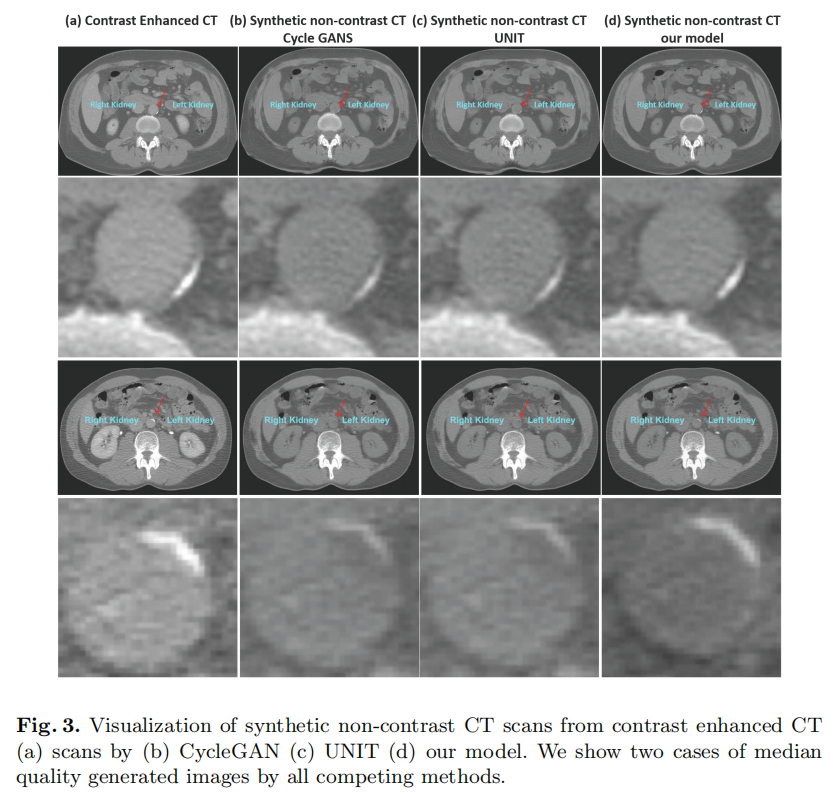 (a) Contrast Enhanced CT (b) Synthetic non-contrast CT (c) Synthetic non-contrast CT (d) Synthetic non-contrast CT
Cycle GANS UNIT our model
Right Kidney Left Kidney Right Kidney Left Kidney Right Kidney Left Kidney Right Kidney Left Kidney
Right Kidney Left Kidney Right Kidney Left Kidney Right Kidney Left Kidney Right Kidney Left Kidney
Fig. 3. Visualization of synthetic non-contrast CT scans from contrast enhanced CT
(a) scans by (b) CycleGAN (c) UNIT (d) our model. We show two cases of median
quality generated images by all competing methods.